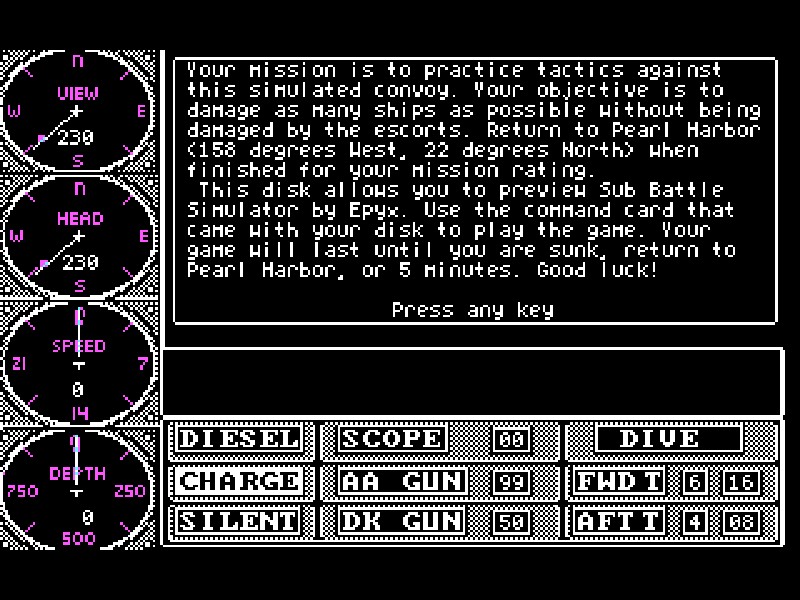 Your mission is to practice tactics against
this simulated convoy. Your objective is to
damage as many ships as possible without being
damaged by the escorts. Return to Pearl Harbor
(158 degrees West, 22 degrees North) when
finished for your mission rating.
This disk allows you to preview Sub Battle
Simulator by Epyx. Use the command card that
came with your disk to play the game. Your
game will last until you are sunk, return to
Pearl Harbor, or 5 minutes. Good luck!
Press any key
N
VIEW
W E
230
S
N
HEAD
W E
230
S
0
SPEED
21 7
0
14
0
DEPTH
750 250
0
500
DIESEL SCOPE 00 DIVE
CHARGE AA GUN 99 FWD T 6 16
SILENT DK GUN 50 AFT T 4 08